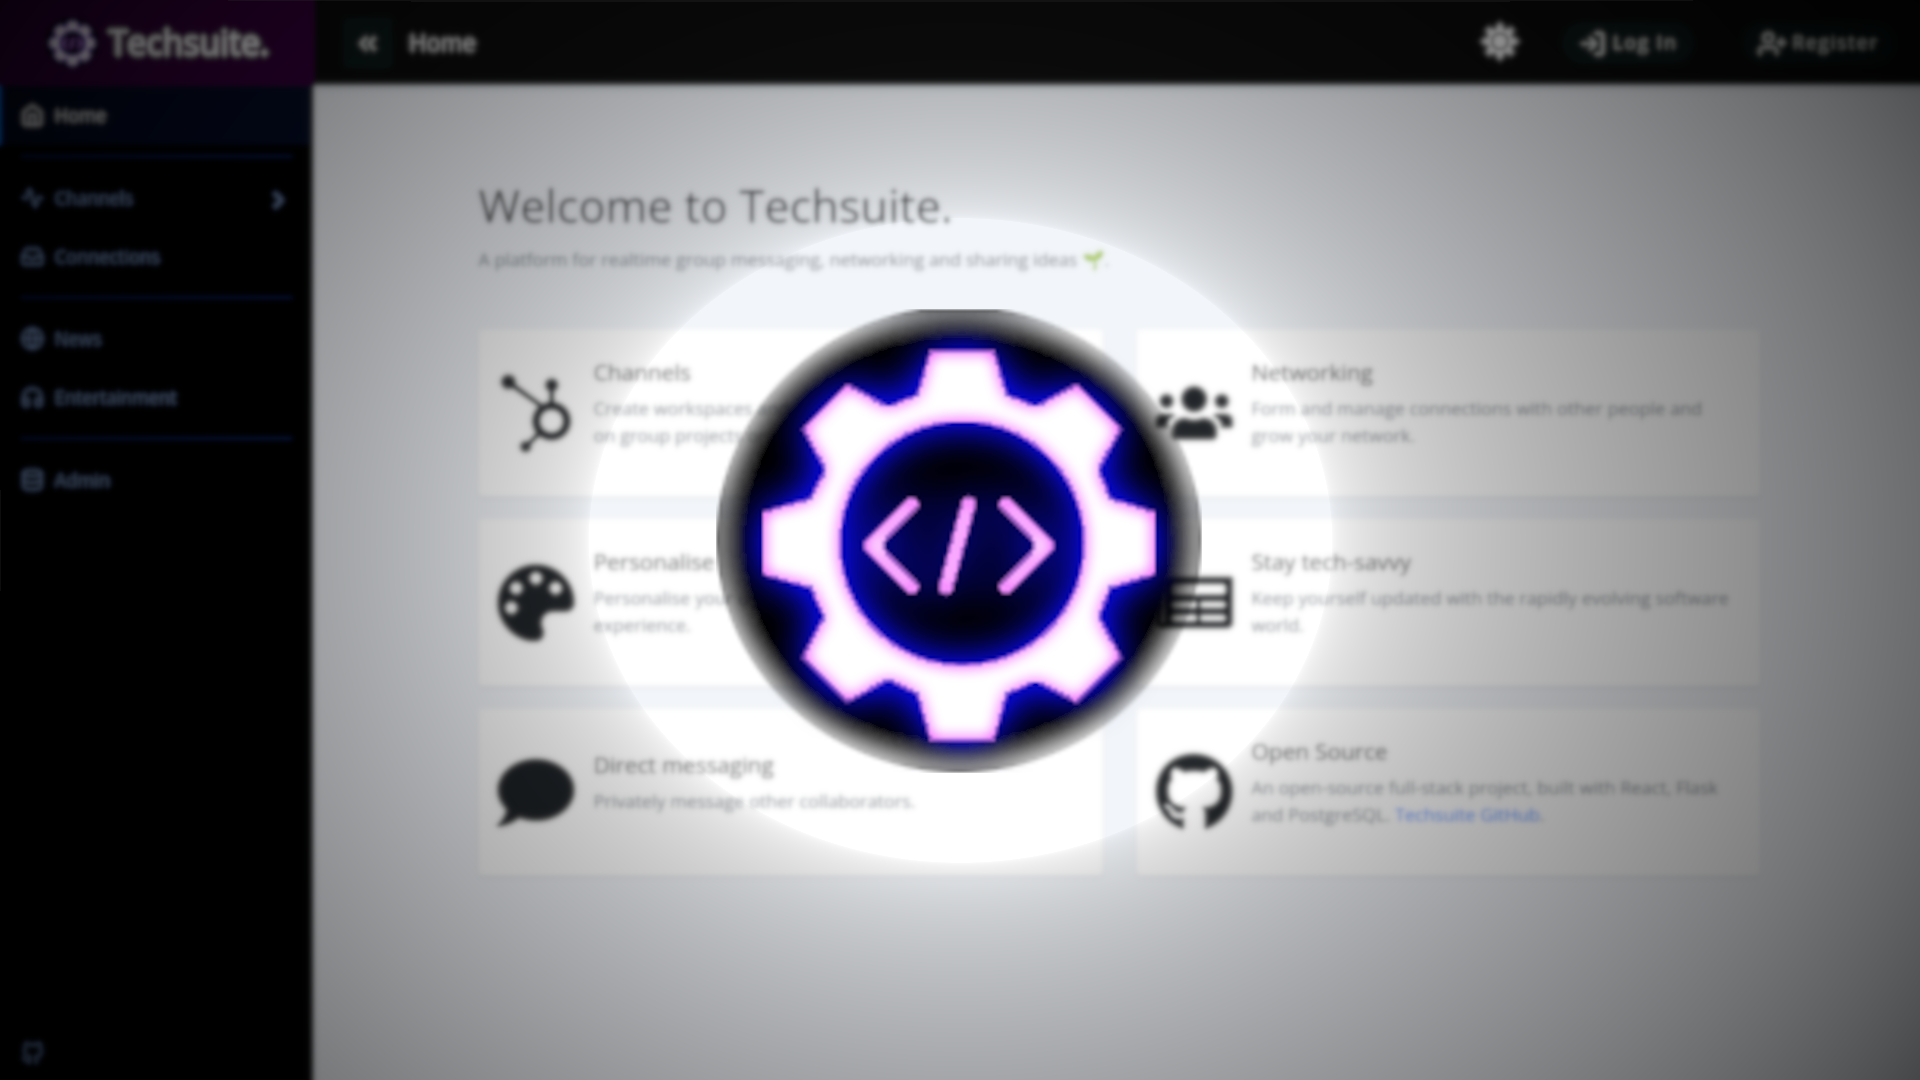 Techsuite.
Home
Log In
Register
Home
Channels
Connections
News
Entertainment
Admin
Welcome to Techsuite.
A platform for realtime group messaging, networking and sharing ideas 🌱.
Channels
Create workspaces
on group projects
Networking
Form and manage connections with other people and
grow your network.
Personalise
Personalise your
experience.
Stay tech-savvy
Keep yourself updated with the rapidly evolving software
world.
</>
Direct messaging
Privately message other collaborators.
Open Source
An open-source full-stack project, built with React, Flask
and PostgreSQL. Techsuite GitHub.